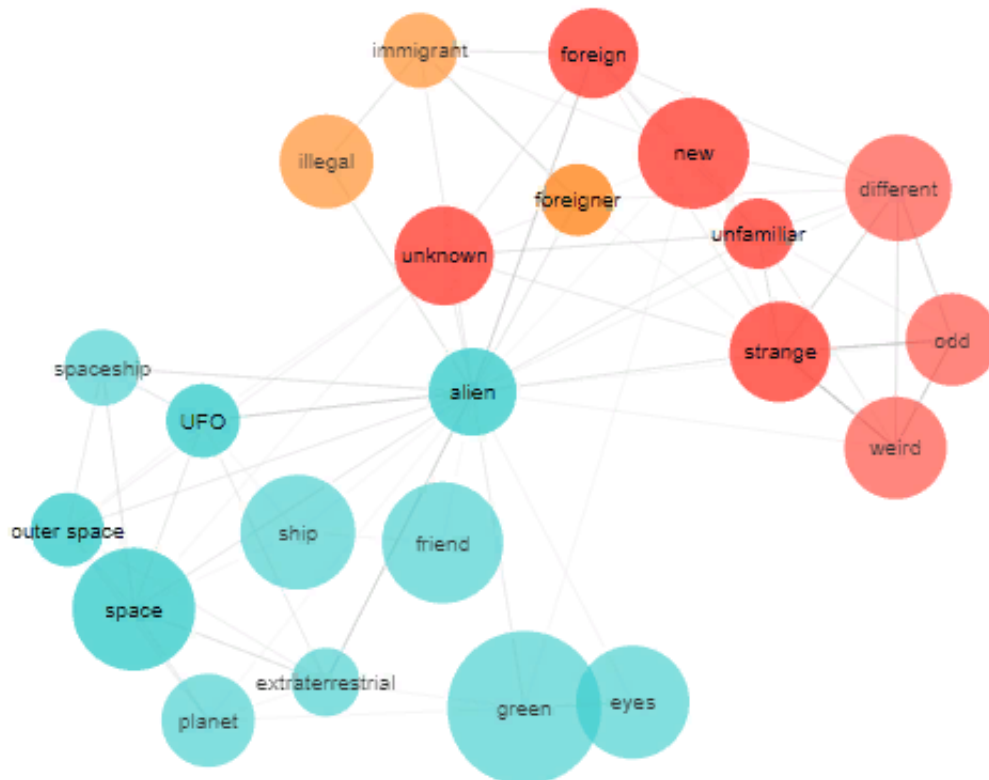 immigrant
foreign
illegal
new
different
foreigner
unfamiliar
unknown
odd
strange
spaceship
alien
UFO
weird
outer space
ship
friend
space
extraterrestrial
planet
green
eyes